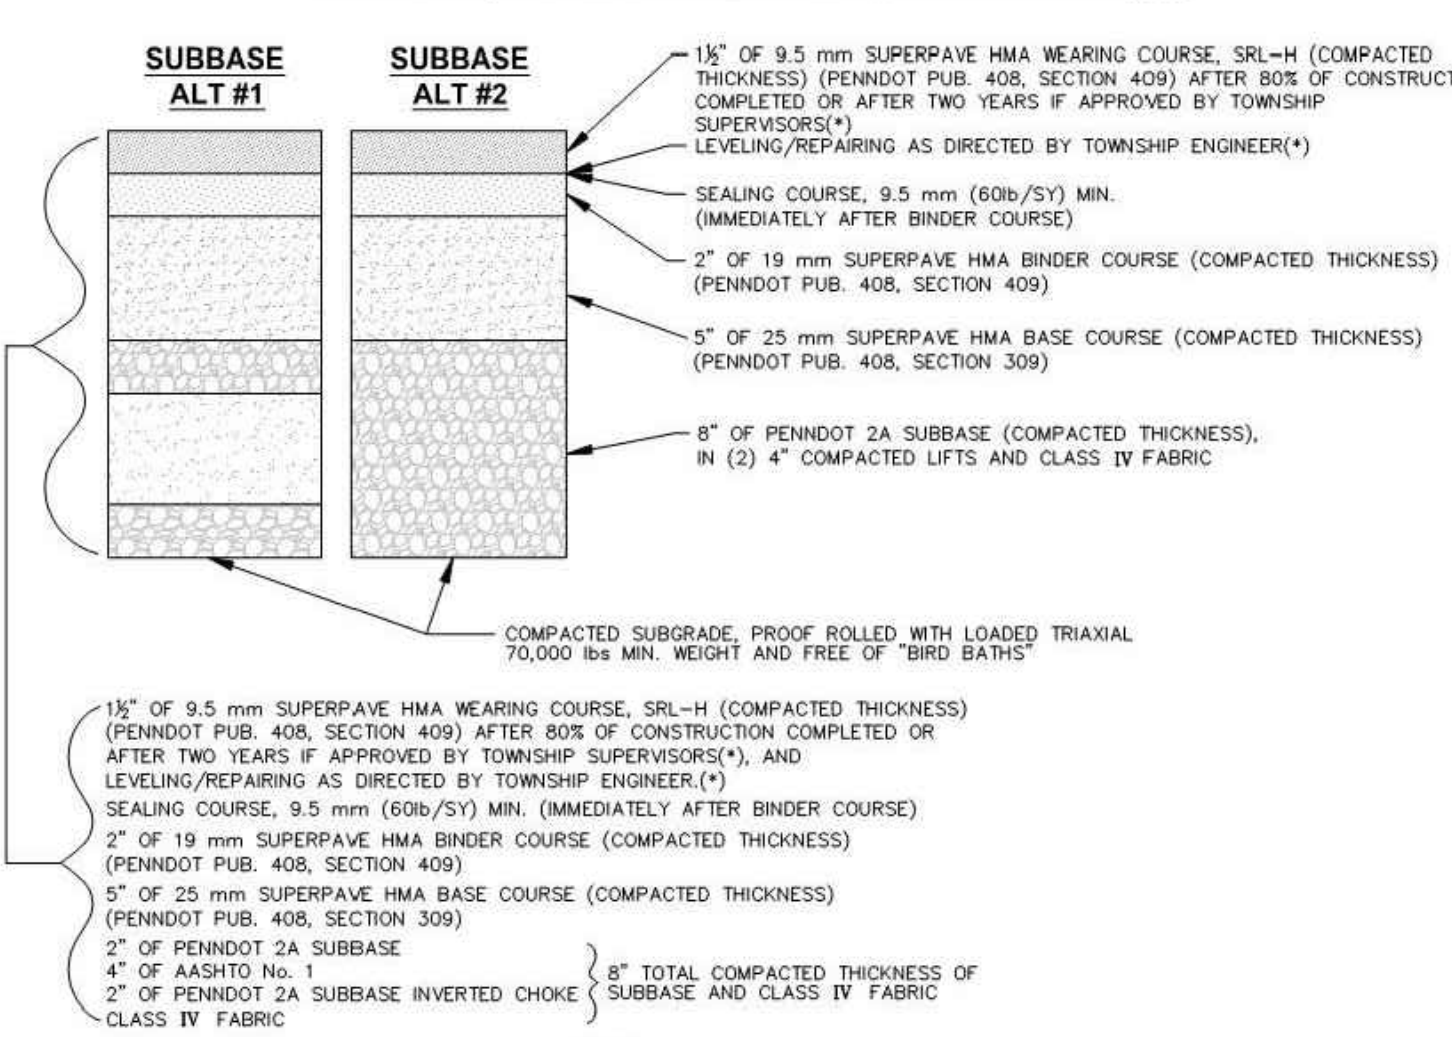 SUBBASE
ALT #1
SUBBASE
ALT #2
1½" OF 9.5 mm SUPERPAVE HMA WEARING COURSE, SRL-H (COMPACTED
THICKNESS) (PENNDOT PUB. 408, SECTION 409) AFTER 80% OF CONSTRUCT
COMPLETED OR AFTER TWO YEARS IF APPROVED BY TOWNSHIP
SUPERVISORS(*)
LEVELING/REPAIRING AS DIRECTED BY TOWNSHIP ENGINEER(*)
SEALING COURSE, 9.5 mm (60lb/SY) MIN.
(IMMEDIATELY AFTER BINDER COURSE)
2" OF 19 mm SUPERPAVE HMA BINDER COURSE (COMPACTED THICKNESS)
(PENNDOT PUB. 408, SECTION 409)
5" OF 25 mm SUPERPAVE HMA BASE COURSE (COMPACTED THICKNESS)
(PENNDOT PUB. 408, SECTION 309)
8" OF PENNDOT 2A SUBBASE (COMPACTED THICKNESS),
IN (2) 4" COMPACTED LIFTS AND CLASS IV FABRIC
COMPACTED SUBGRADE, PROOF ROLLED WITH LOADED TRIAXIAL
70,000 lbs MIN. WEIGHT AND FREE OF "BIRD BATHS"
1½" OF 9.5 mm SUPERPAVE HMA WEARING COURSE, SRL-H (COMPACTED THICKNESS)
(PENNDOT PUB. 408, SECTION 409) AFTER 80% OF CONSTRUCTION COMPLETED OR
AFTER TWO YEARS IF APPROVED BY TOWNSHIP SUPERVISORS(*), AND
LEVELING/REPAIRING AS DIRECTED BY TOWNSHIP ENGINEER.(*)
SEALING COURSE, 9.5 mm (60lb/SY) MIN. (IMMEDIATELY AFTER BINDER COURSE)
2" OF 19 mm SUPERPAVE HMA BINDER COURSE (COMPACTED THICKNESS)
(PENNDOT PUB. 408, SECTION 409)
5" OF 25 mm SUPERPAVE HMA BASE COURSE (COMPACTED THICKNESS)
(PENNDOT PUB. 408, SECTION 309)
2" OF PENNDOT 2A SUBBASE
4" OF AASHTO No. 1
2" OF PENNDOT 2A SUBBASE INVERTED CHOKE
CLASS IV FABRIC
8" TOTAL COMPACTED THICKNESS OF
SUBBASE AND CLASS IV FABRIC